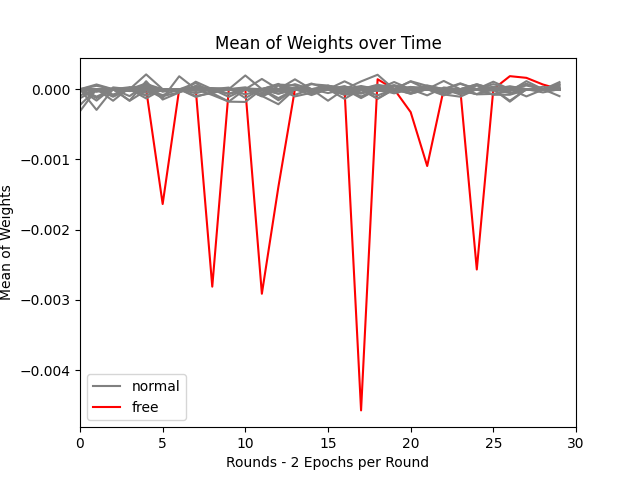 Mean of Weights over Time
Mean of Weights
0.000
−0.001
−0.002
−0.003
−0.004
normal
free
0 5 10 15 20 25 30
Rounds - 2 Epochs per Round